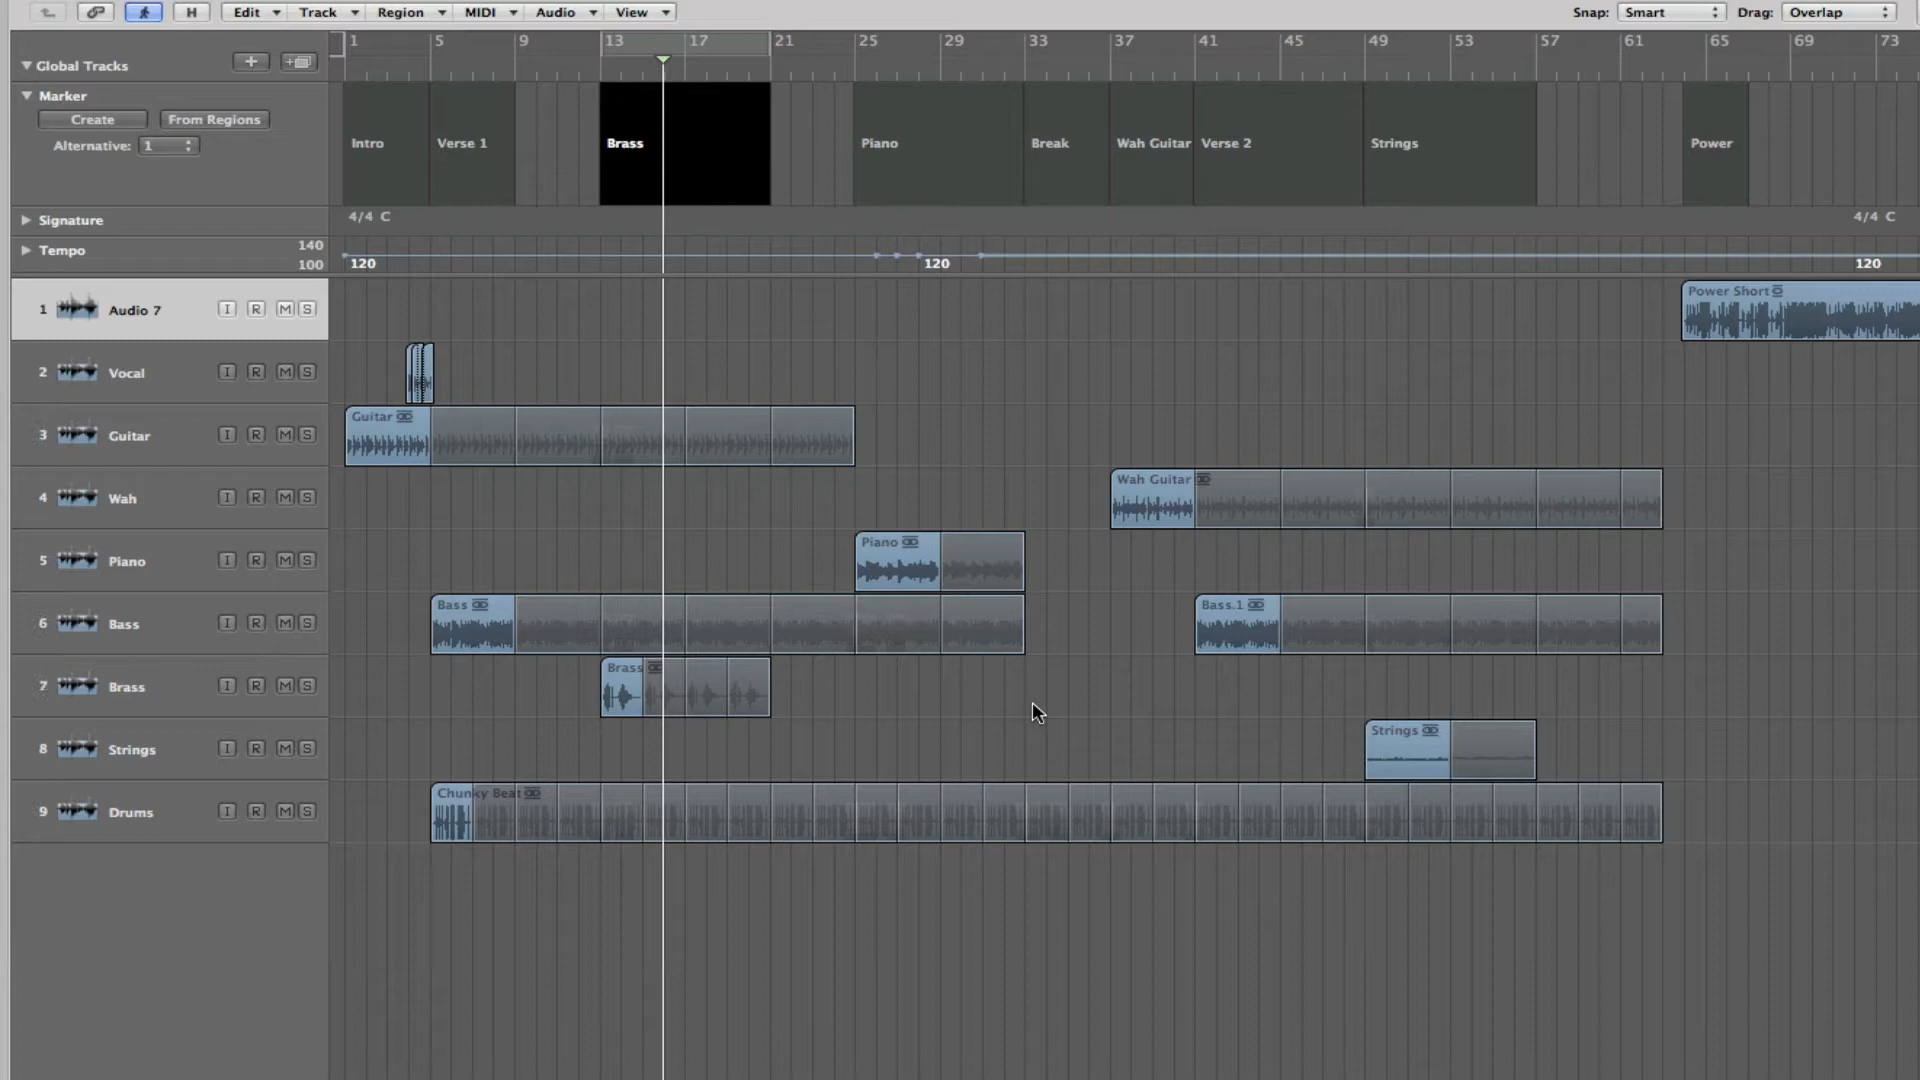 H Edit Track Region MIDI Audio View Snap: Smart Drag: Overlap
1 5 9 13 17 21 25 29 33 37 41 45 49 53 57 61 65 69 73
Global Tracks
Marker
Create From Regions
Alternative: 1
Intro Verse 1 Brass Piano Break Wah Guitar Verse 2 Strings Power
Signature 4/4 C 4/4 C
Tempo 140
100 120 120 120
1 Audio 7 I R M S Power Short
2 Vocal I R M S
Guitar
3 Guitar I R M S
Wah Guitar
4 Wah I R M S
Piano
5 Piano I R M S
Bass Bass.1
6 Bass I R M S
Brass
7 Brass I R M S
Strings
8 Strings I R M S
Chunky Beat
9 Drums I R M S